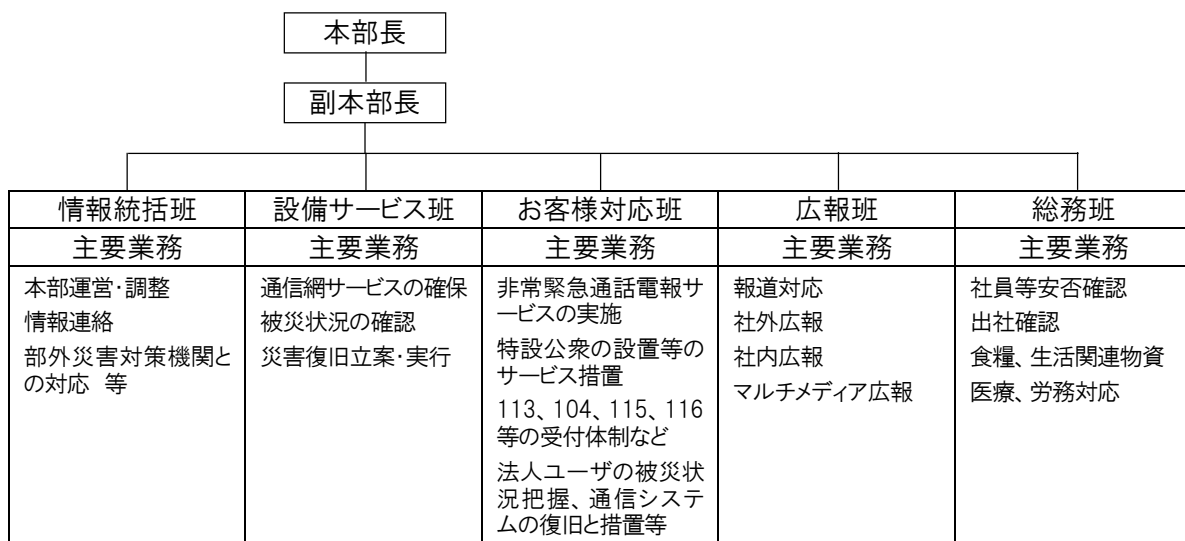 本部長
副本部長
情報統括班
主要業務
本部運営･調整
情報連絡
部外災害対策機関と
の対応　等
設備サービス班
主要業務
通信網サービスの確保
被災状況の確認
災害復旧立案･実行
お客様対応班
主要業務
非常緊急通話電報サ
ービスの実施
特設公衆の設置等の
サービス措置
113、104、115、116
等の受付体制など
法人ユーザの被災状
況把握、通信システ
ムの復旧と措置等
広報班
主要業務
報道対応
社外広報
社内広報
マルチメディア広報
総務班
主要業務
社員等安否確認
出社確認
食糧、生活関連物資
医療、労務対応